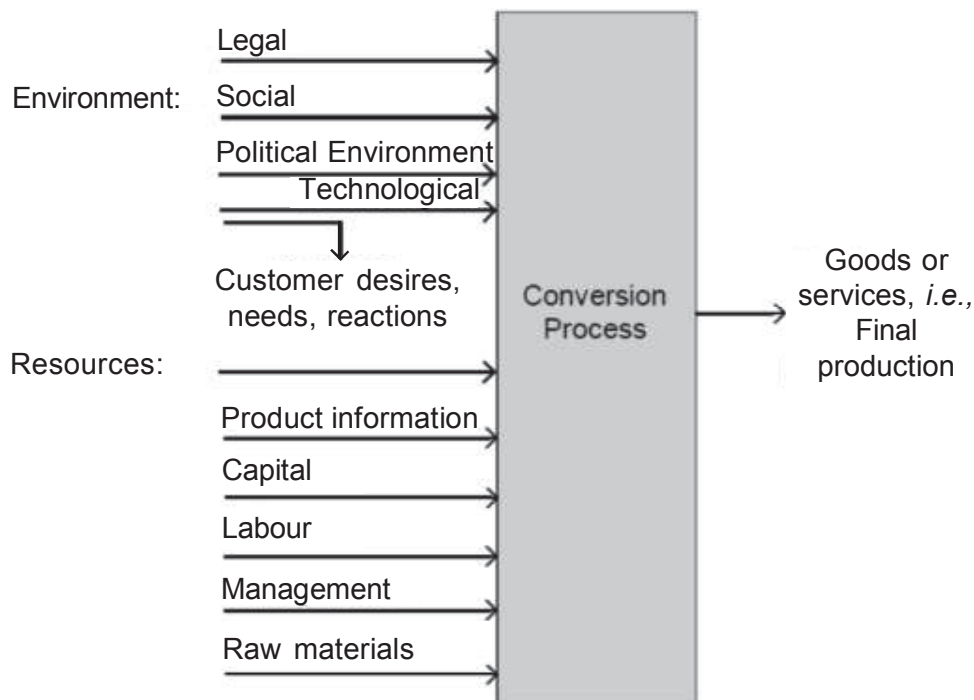 Legal
Environment:
Social
Political Environment
Technological
Customer desires,
needs, reactions
Resources:
Product information
Capital
Labour
Management
Raw materials
Conversion
Process
Goods or
services, i.e.,
Final
production